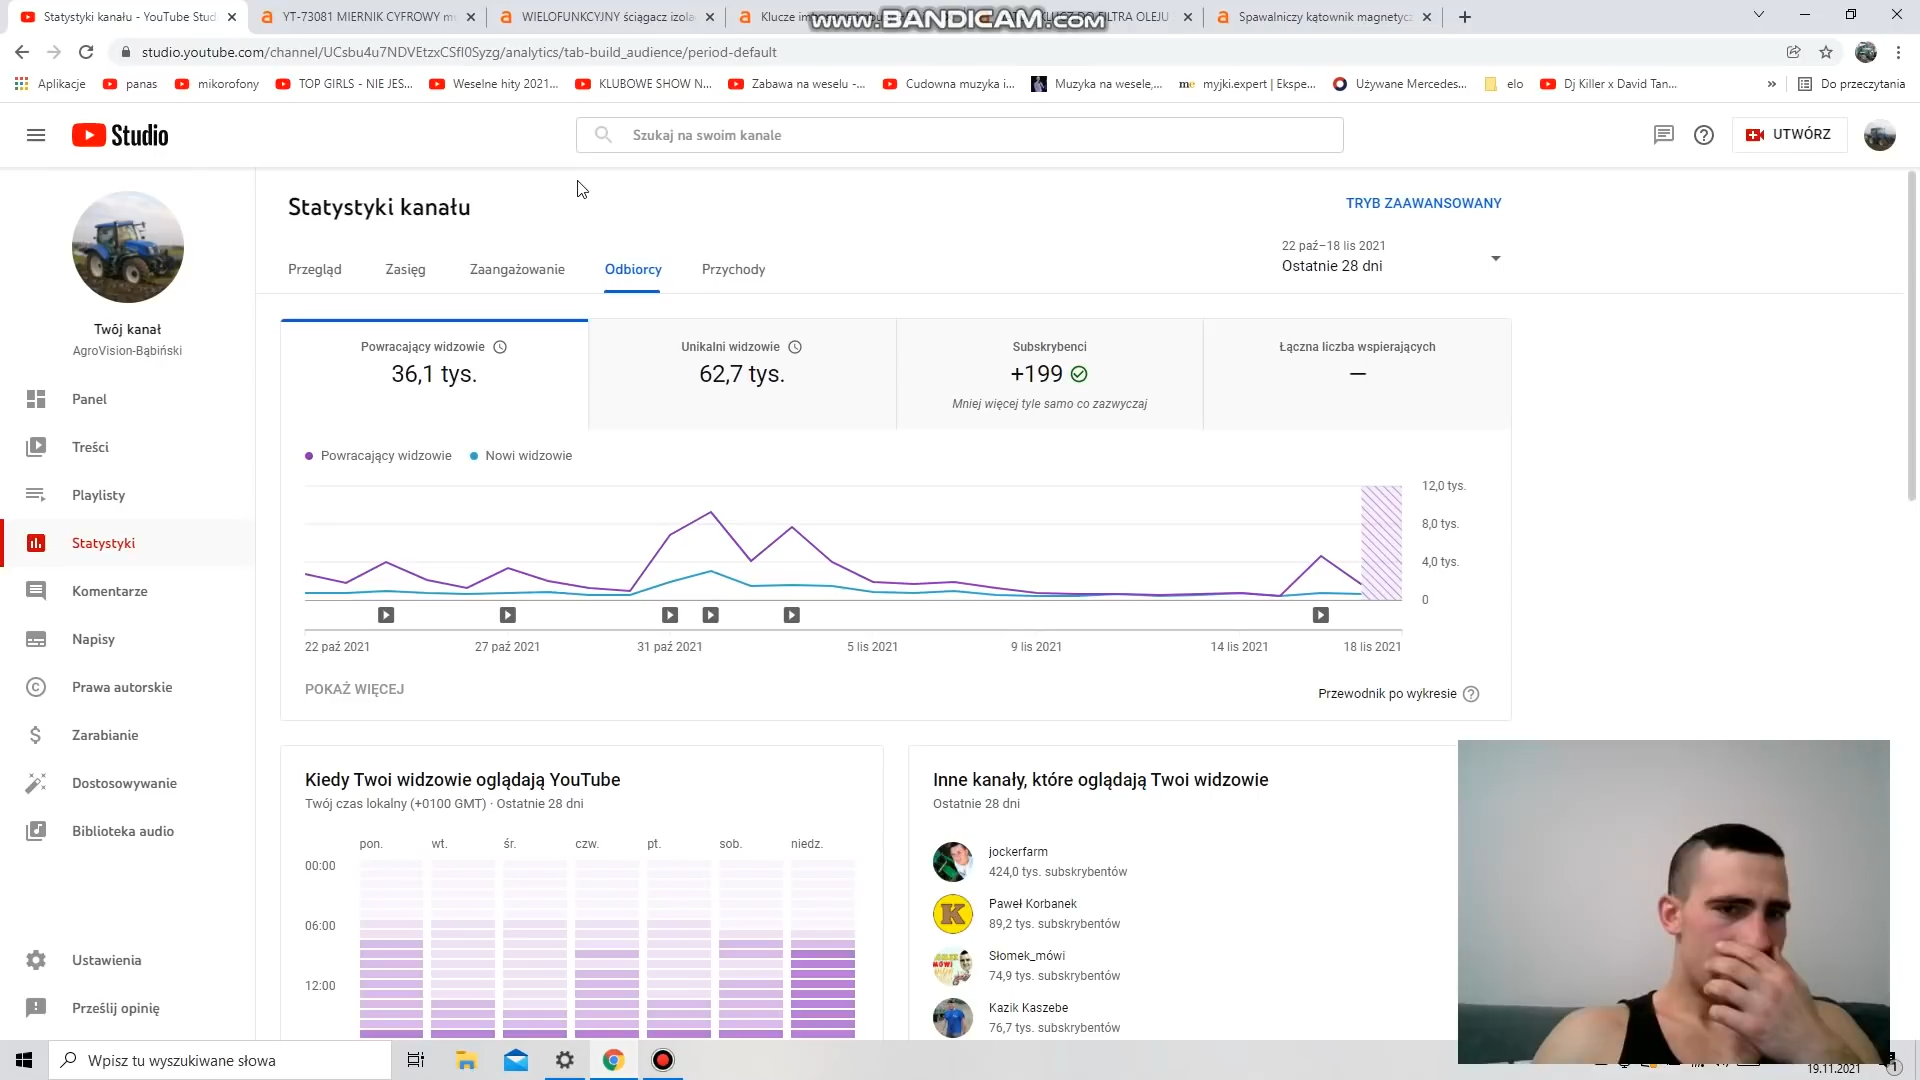 Statystyki kanału - YouTube Stud
YT-73081 MIERNIK CYFROWY m
WIELOFUNKCYJNY ściągacz izola
KLUCZ DO FILTRA OLEJU
Spawalniczy kątownik magnetycz
www.BANDICAM.com
studio.youtube.com/channel/UCsbu4u7NDVEtzxCSfI0Syzg/analytics/tab-build_audience/period-default
Aplikacje
panas
mikorofony
TOP GIRLS - NIE JES...
Weselne hity 2021...
KLUBOWE SHOW N...
Zabawa na weselu -...
Cudowna muzyka i...
Muzyka na wesele,...
myjki.expert | Ekspe...
Używane Mercedes...
elo
Dj Killer x David Tan...
Do przeczytania
Studio
Szukaj na swoim kanale
UTWÓRZ
Twój kanał
AgroVision-Bąbiński
Panel
Treści
Playlisty
Statystyki
Komentarze
Napisy
Prawa autorskie
Zarabianie
Dostosowywanie
Biblioteka audio
Ustawienia
Prześlij opinię
Statystyki kanału
TRYB ZAAWANSOWANY
22 paź–18 lis 2021
Ostatnie 28 dni
Przegląd
Zasięg
Zaangażowanie
Odbiorcy
Przychody
Powracający widzowie
36,1 tys.
Unikalni widzowie
62,7 tys.
Subskrybenci
+199
Mniej więcej tyle samo co zazwyczaj
Łączna liczba wspierających
—
Powracający widzowie
Nowi widzowie
12,0 tys.
8,0 tys.
4,0 tys.
0
22 paź 2021
27 paź 2021
31 paź 2021
5 lis 2021
9 lis 2021
14 lis 2021
18 lis 2021
POKAŻ WIĘCEJ
Przewodnik po wykresie
Kiedy Twoi widzowie oglądają YouTube
Twój czas lokalny (+0100 GMT) · Ostatnie 28 dni
pon.
wt.
śr.
czw.
pt.
sob.
niedz.
00:00
06:00
12:00
Inne kanały, które oglądają Twoi widzowie
Ostatnie 28 dni
jockerfarm
424,0 tys. subskrybentów
Paweł Korbanek
89,2 tys. subskrybentów
Słomek_mówi
74,9 tys. subskrybentów
Kazik Kaszebe
76,7 tys. subskrybentów
Wpisz tu wyszukiwane słowa
19.11.2021